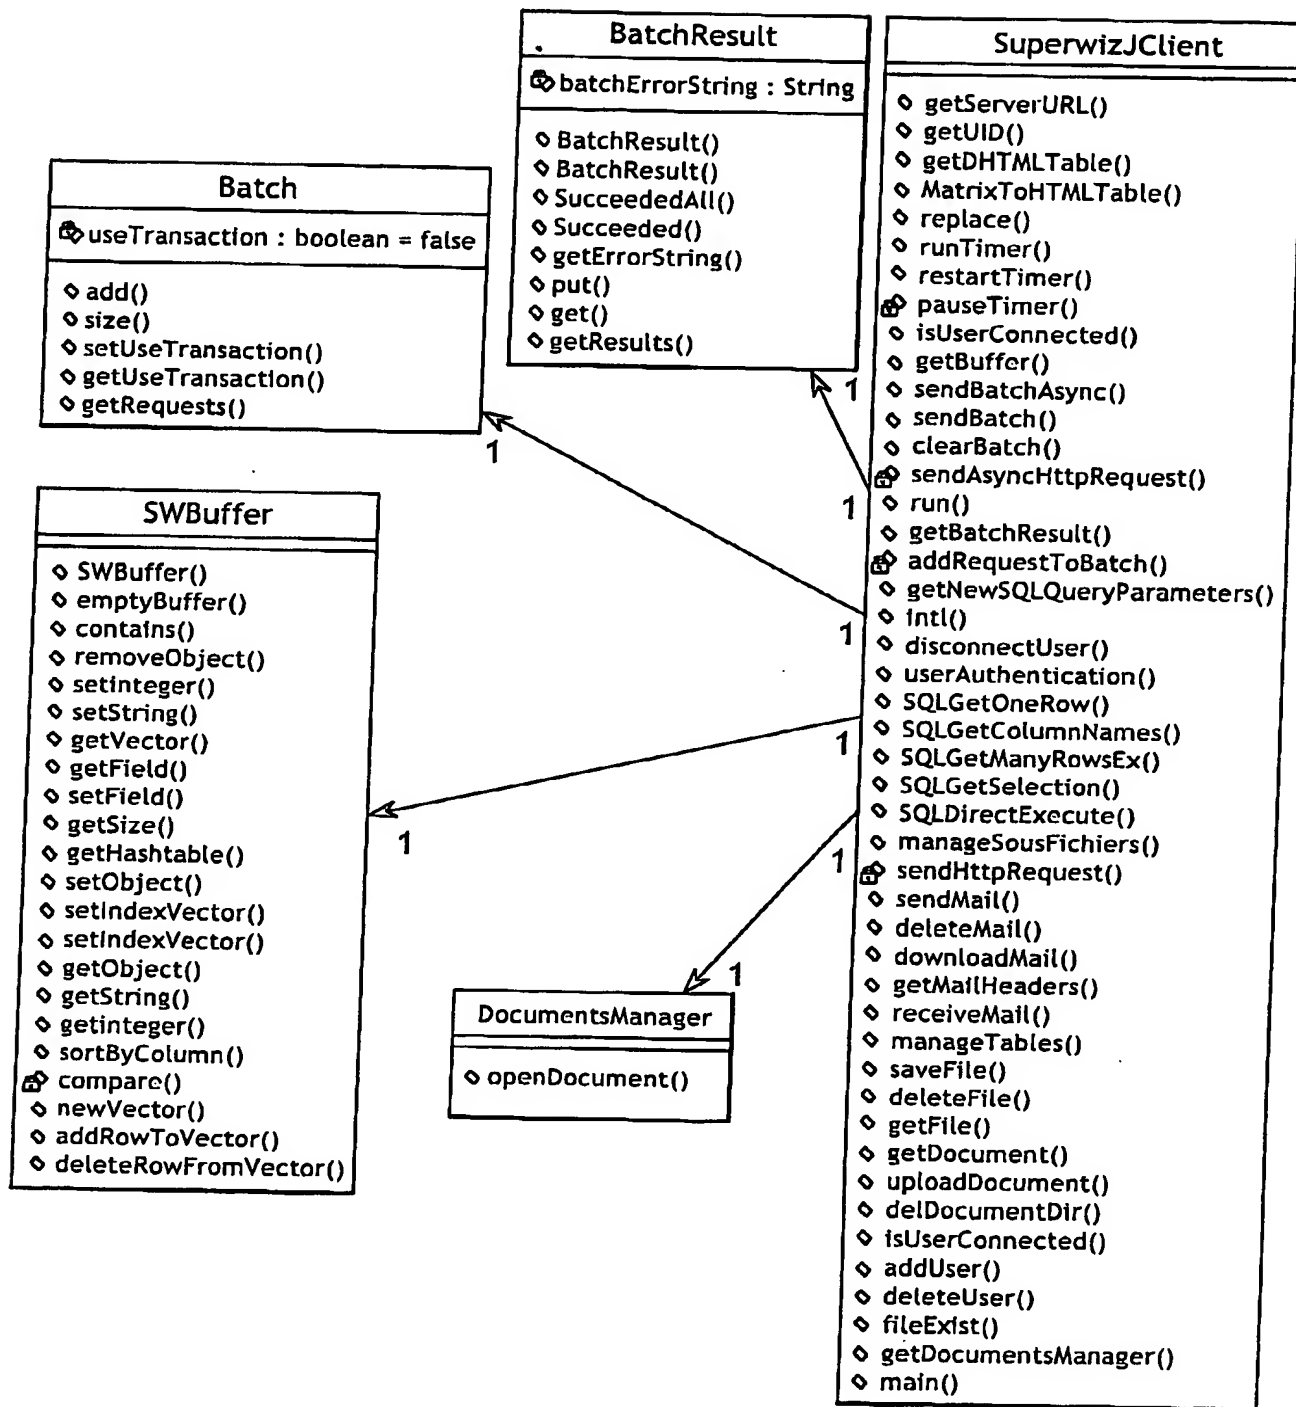 BatchResult
batchErrorString : String
BatchResult()
BatchResult()
SucceededAll()
Succeeded()
getErrorString()
put()
get()
getResults()
SuperwizJClient
getServerURL()
getUID()
getDHTMLTable()
MatrixToHTMLTable()
replace()
runTimer()
restartTimer()
pauseTimer()
isUserConnected()
getBuffer()
sendBatchAsync()
sendBatch()
clearBatch()
sendAsyncHttpRequest()
run()
getBatchResult()
addRequestToBatch()
getNewSQLQueryParameters()
intl()
disconnectUser()
userAuthentication()
SQLGetOneRow()
SQLGetColumnNames()
SQLGetManyRowsEx()
SQLGetSelection()
SQLDirectExecute()
manageSousFichiers()
sendHttpRequest()
sendMail()
deleteMail()
downloadMail()
getMailHeaders()
receiveMail()
manageTables()
saveFile()
deleteFile()
getFile()
getDocument()
uploadDocument()
delDocumentDir()
isUserConnected()
addUser()
deleteUser()
fileExist()
getDocumentsManager()
main()
Batch
useTransaction : boolean = false
add()
size()
setUseTransaction()
getUseTransaction()
getRequests()
1
1
1
1
SWBuffer
SWBuffer()
emptyBuffer()
contains()
removeObject()
setinteger()
setString()
getVector()
getField()
setField()
getSize()
getHashtable()
setObject()
setIndexVector()
setIndexVector()
getObject()
getString()
getinteger()
sortByColumn()
compare()
newVector()
addRowToVector()
deleteRowFromVector()
1
1
1
1
DocumentsManager
openDocument()